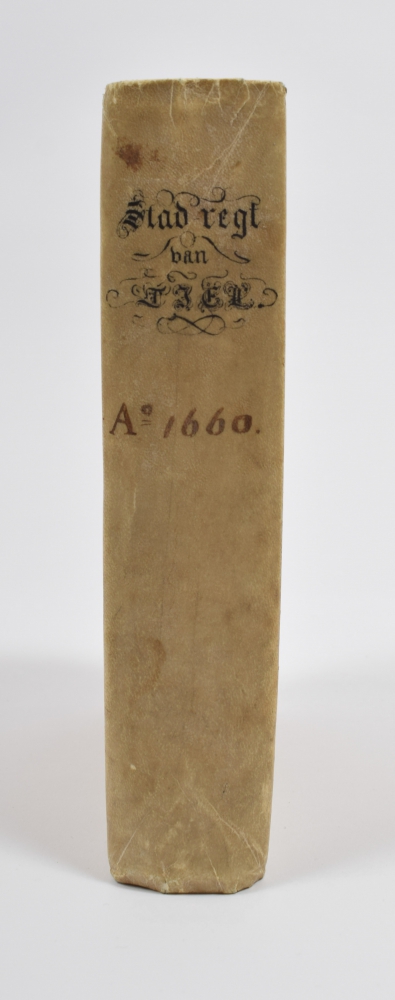 Stad regt
van
TIEL.
Aº 1660.